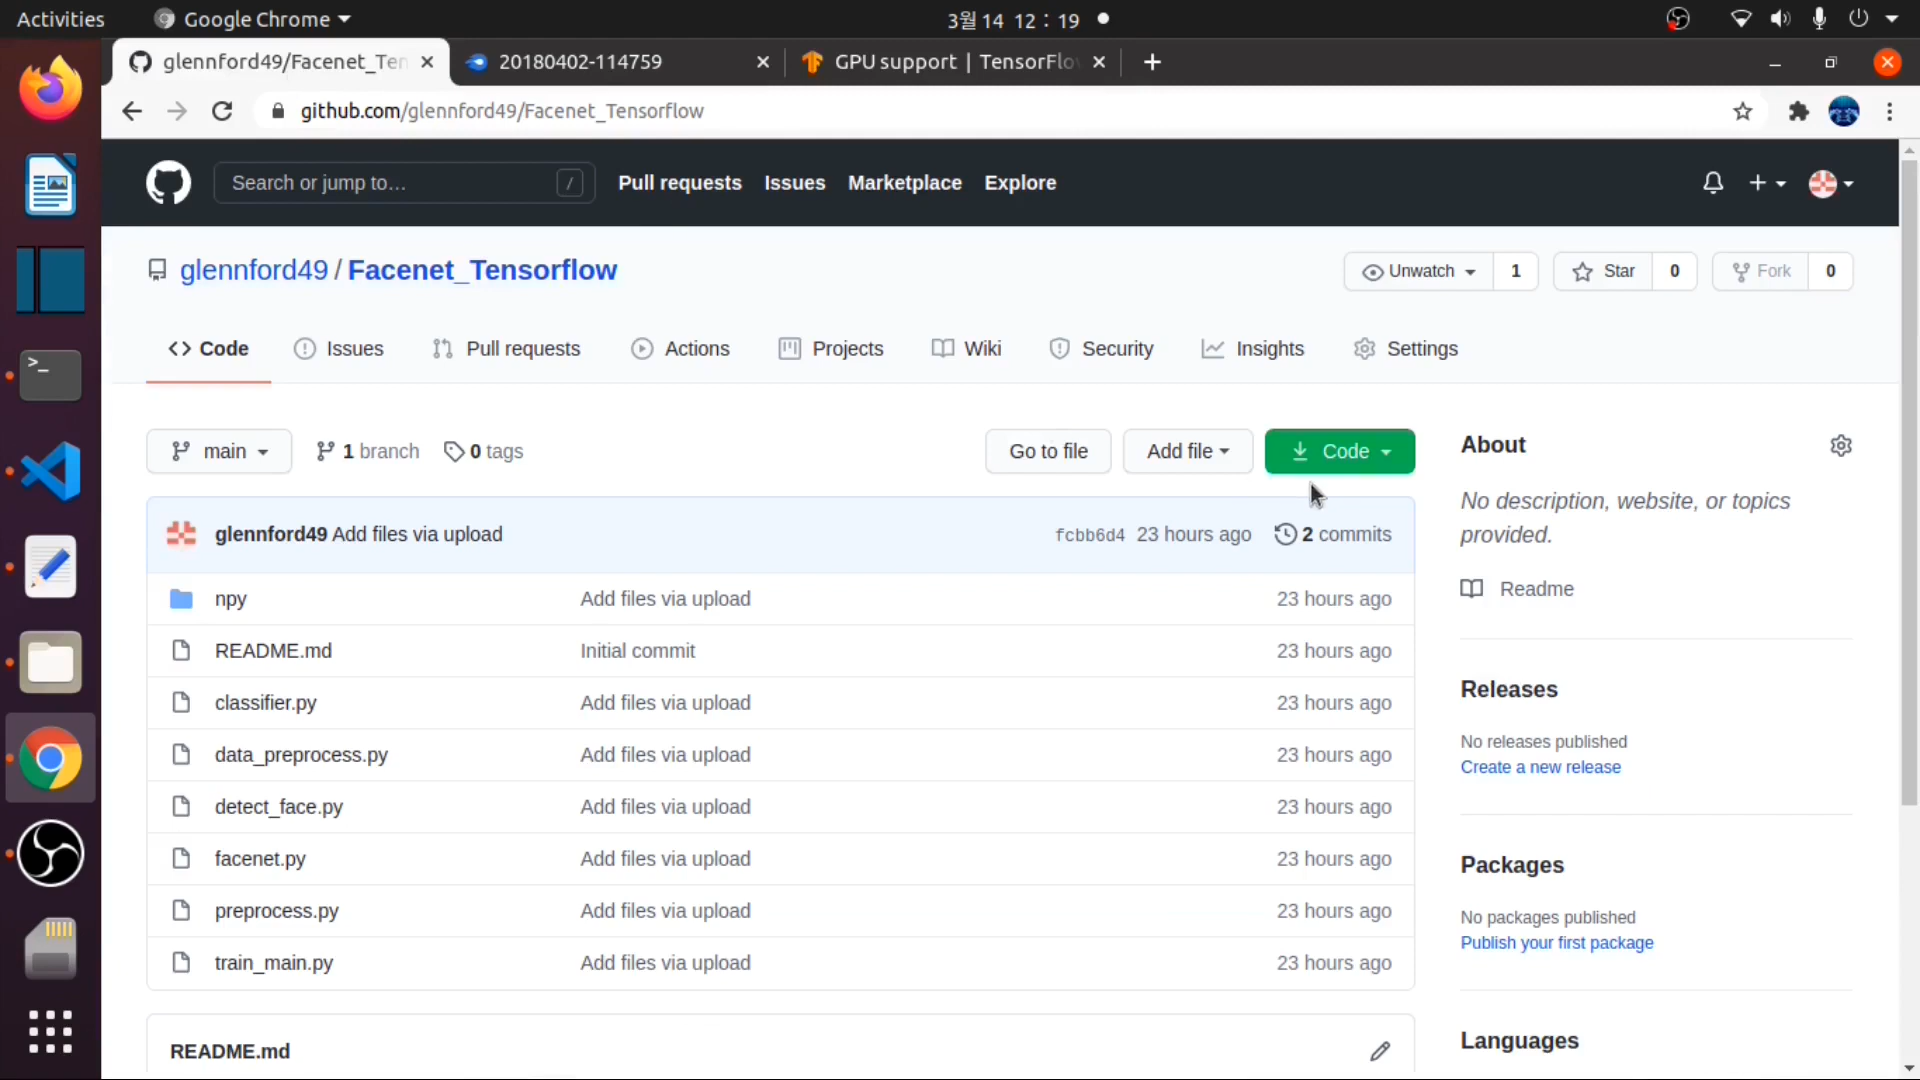 Activities Google Chrome 3월 14 12 : 19
glennford49/Facenet_Ten 20180402-114759 GPU support | TensorFlo
github.com/glennford49/Facenet_Tensorflow
Search or jump to… / Pull requests Issues Marketplace Explore
glennford49 / Facenet_Tensorflow Unwatch 1 Star 0 Fork 0
Code Issues Pull requests Actions Projects Wiki Security Insights Settings
main 1 branch 0 tags Go to file Add file Code
glennford49 Add files via upload fcbb6d4 23 hours ago 2 commits
npy Add files via upload 23 hours ago
README.md Initial commit 23 hours ago
classifier.py Add files via upload 23 hours ago
data_preprocess.py Add files via upload 23 hours ago
detect_face.py Add files via upload 23 hours ago
facenet.py Add files via upload 23 hours ago
preprocess.py Add files via upload 23 hours ago
train_main.py Add files via upload 23 hours ago
README.md
About
No description, website, or topics
provided.
Readme
Releases
No releases published
Create a new release
Packages
No packages published
Publish your first package
Languages